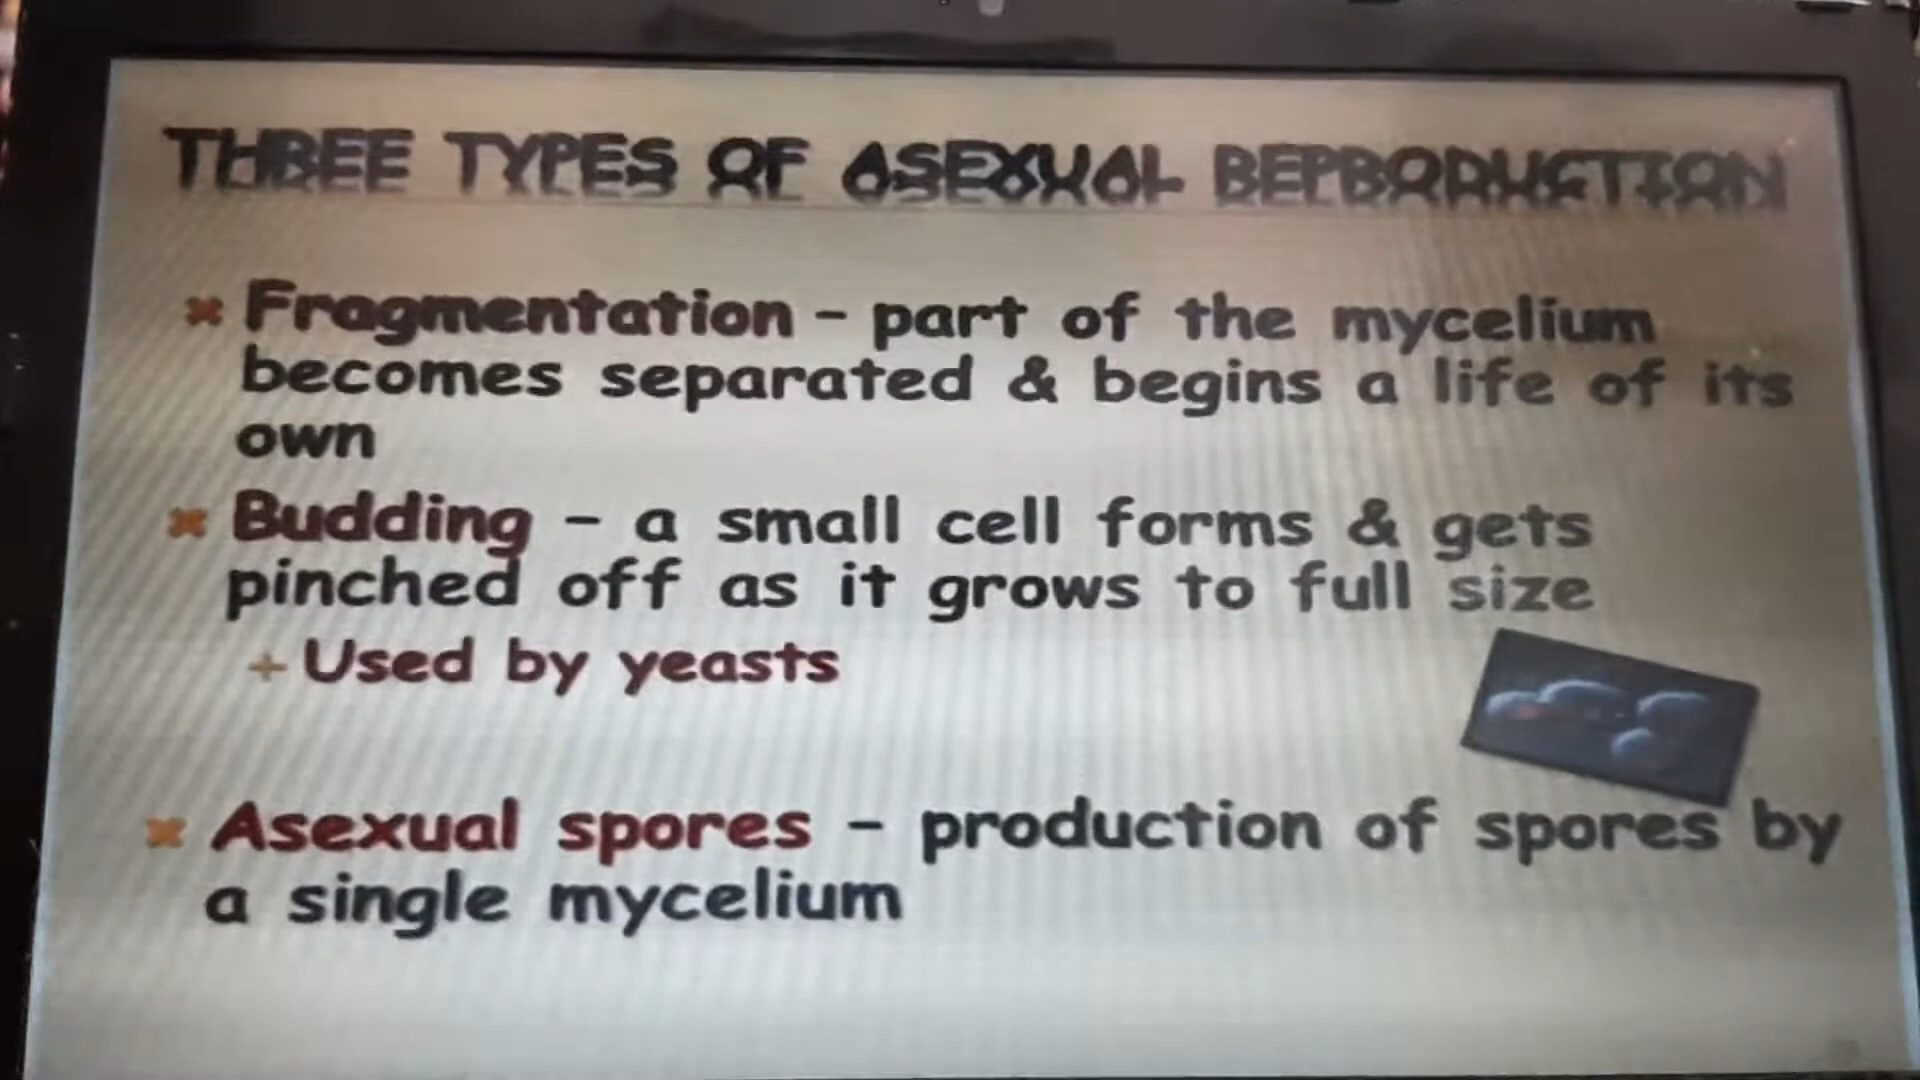 THREE TYPES OF ASEXUAL REPRODUCTION
× Fragmentation – part of the mycelium
becomes separated & begins a life of its
own
× Budding – a small cell forms & gets
pinched off as it grows to full size
+ Used by yeasts
× Asexual spores – production of spores by
a single mycelium